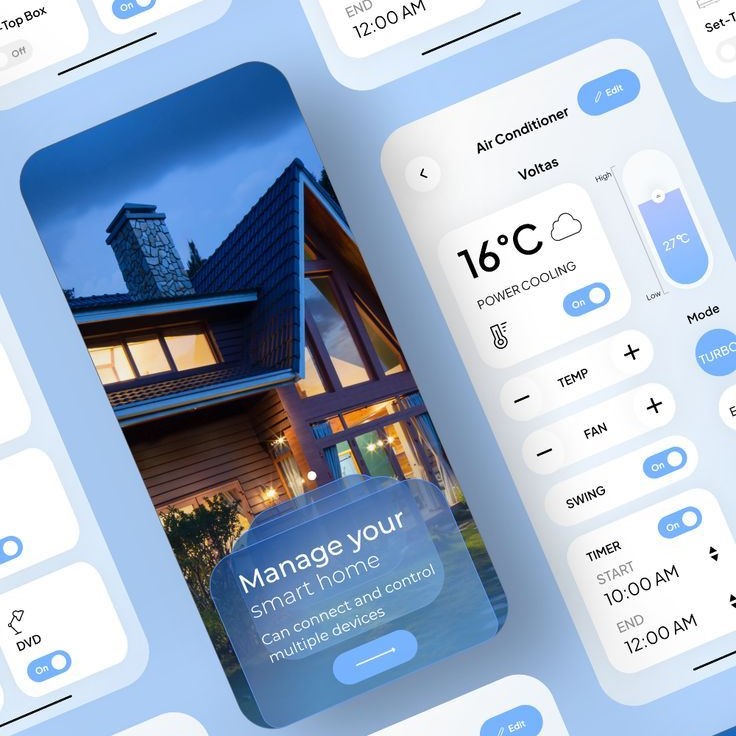 -Top Box
Off
On
END
12:00 AM
Set-T
Edit
Air Conditioner
Voltas
High
16°C
27°C
POWER COOLING
On
Low
Mode
TURBO
− TEMP +
− FAN +
SWING On
TIMER On
START
10:00 AM
END
12:00 AM
Manage your
smart home
Can connect and control
multiple devices
DVD
On
Edit